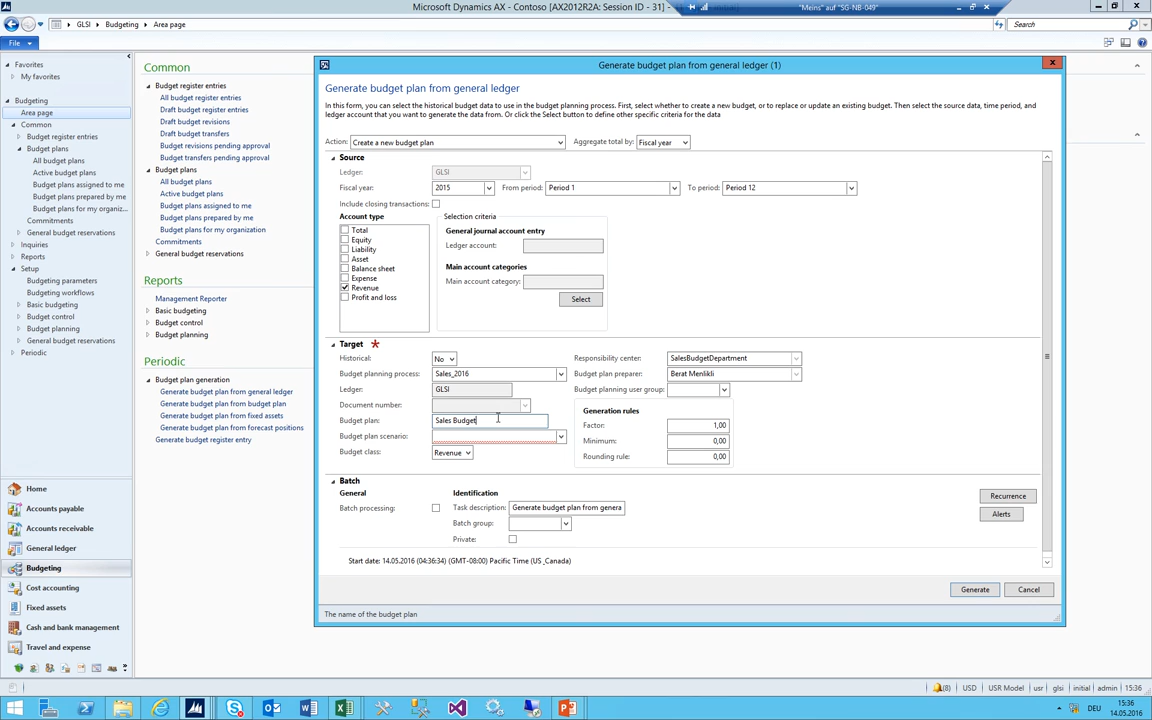 Microsoft Dynamics AX - Contoso [AX2012R2A: Session ID - 31] -
"Meins" auf "SG-NB-049"
GLSI
Budgeting
Area page
Search
File
Favorites
My favorites
Budgeting
Area page
Common
Budget register entries
Budget plans
All budget plans
Active budget plans
Budget plans assigned to me
Budget plans prepared by me
Budget plans for my organiz...
Commitments
General budget reservations
Inquiries
Reports
Setup
Budgeting parameters
Budgeting workflows
Basic budgeting
Budget control
Budget planning
General budget reservations
Periodic
Home
Accounts payable
Accounts receivable
General ledger
Budgeting
Cost accounting
Fixed assets
Cash and bank management
Travel and expense
Common
Budget register entries
All budget register entries
Draft budget register entries
Draft budget revisions
Draft budget transfers
Budget revisions pending approval
Budget transfers pending approval
Budget plans
All budget plans
Active budget plans
Budget plans assigned to me
Budget plans prepared by me
Budget plans for my organization
Commitments
General budget reservations
Reports
Management Reporter
Basic budgeting
Budget control
Budget planning
Periodic
Budget plan generation
Generate budget plan from general ledger
Generate budget plan from budget plan
Generate budget plan from fixed assets
Generate budget plan from forecast positions
Generate budget register entry
Generate budget plan from general ledger (1)
Generate budget plan from general ledger
In this form, you can select the historical budget data to use in the budget planning process. First, select whether to create a new budget, or to replace or update an existing budget. Then select the source data, time period, and
ledger account that you want to generate the data from. Or click the Select button to define other specific criteria for the
data
Action: Create a new budget plan Aggregate total by: Fiscal year
Source
Ledger: GLSI
Fiscal year: 2015 From period: Period 1 To period: Period 12
Include closing transactions:
Account type
Total
Equity
Liability
Asset
Balance sheet
Expense
Revenue
Profit and loss
Selection criteria
General journal account entry
Ledger account:
Main account categories
Main account category:
Select
Target *
Historical: No
Budget planning process: Sales_2016
Ledger: GLSI
Document number:
Budget plan: Sales Budget
Budget plan scenario:
Budget class: Revenue
Responsibility center: SalesBudgetDepartment
Budget plan preparer: Berat Menlikli
Budget planning user group:
Generation rules
Factor: 1,00
Minimum: 0,00
Rounding rule: 0,00
Batch
General
Batch processing:
Identification
Task description: Generate budget plan from genera
Batch group:
Private:
Recurrence
Alerts
Start date: 14.05.2016 (04:36:34) (GMT-08:00) Pacific Time (US_Canada)
Generate
Cancel
The name of the budget plan
(8) USD USR Model usr glsi initial admin 15:36
DEU
15:36
14.05.2016